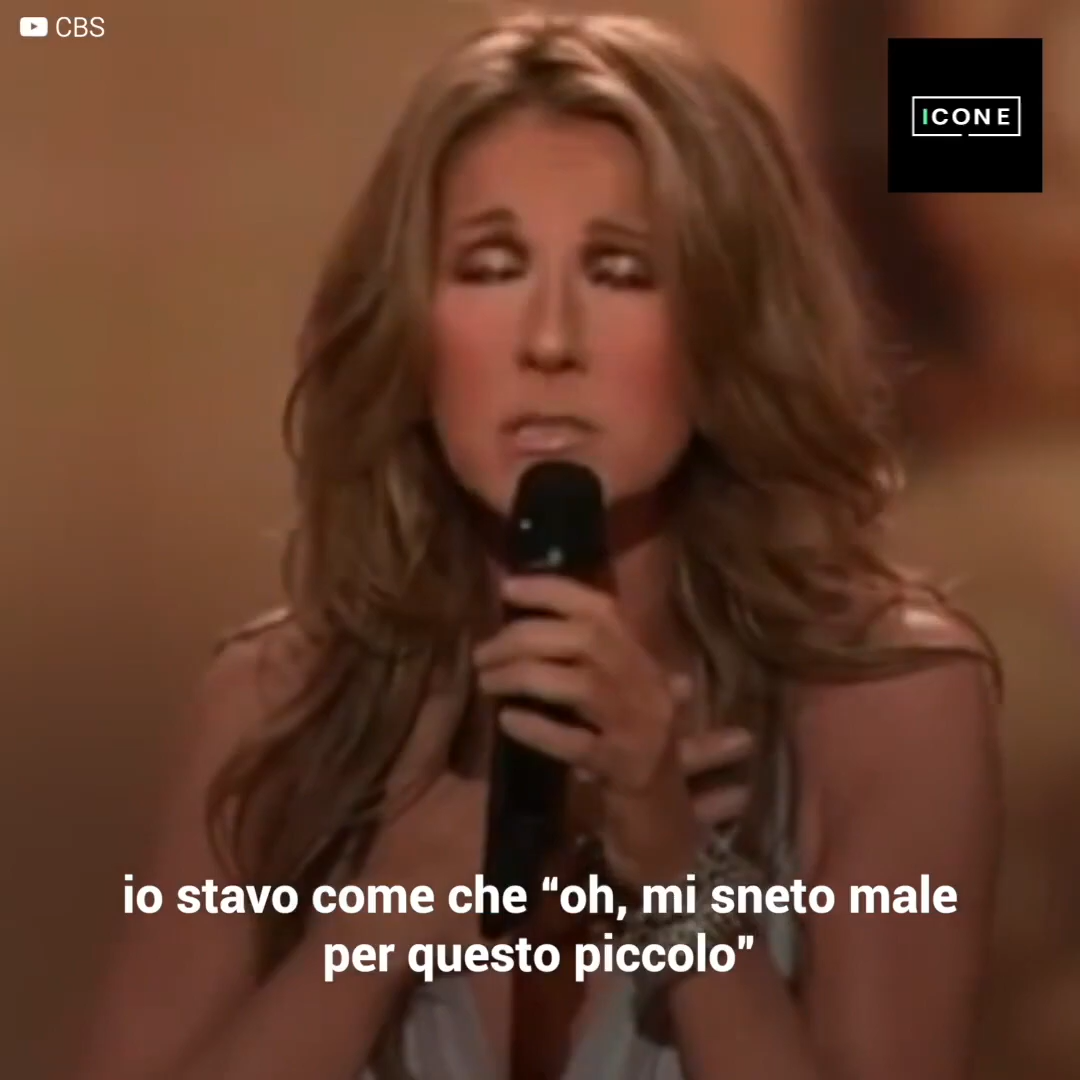 CBS
ICONE
io stavo come che “oh, mi sneto male
per questo piccolo”